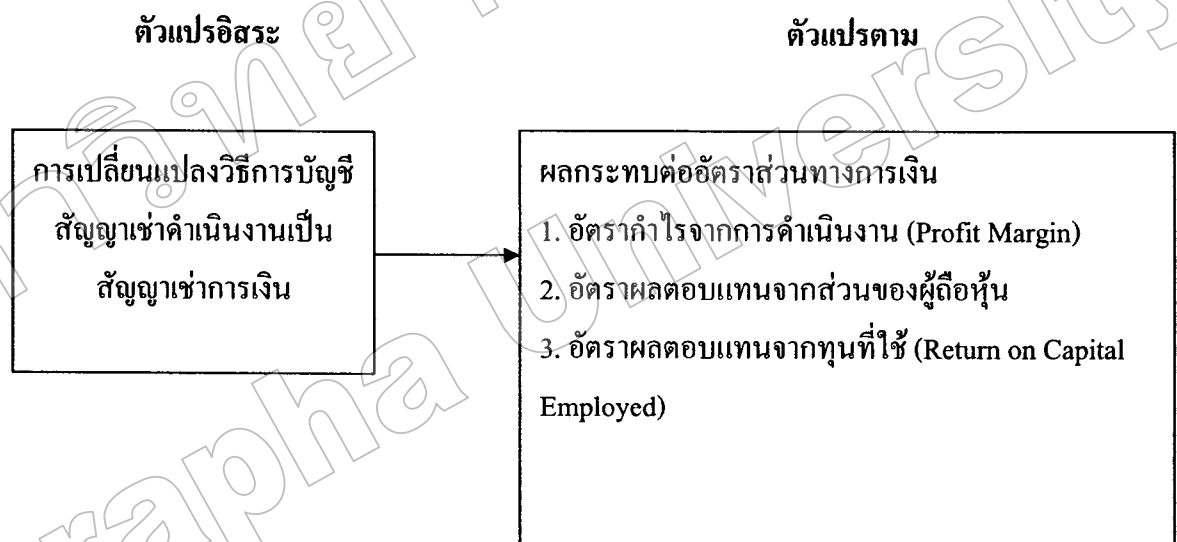 ตัวแปรอิสระ
ตัวแปรตาม
การเปลี่ยนแปลงวิธีการบัญชี
สัญญาเช่าดำเนินงานเป็น
สัญญาเช่าการเงิน
ผลกระทบต่ออัตราส่วนทางการเงิน
1. อัตรากำไรจากการดำเนินงาน (Profit Margin)
2. อัตราผลตอบแทนจากส่วนของผู้ถือหุ้น
3. อัตราผลตอบแทนจากทุนที่ใช้ (Return on Capital
Employed)